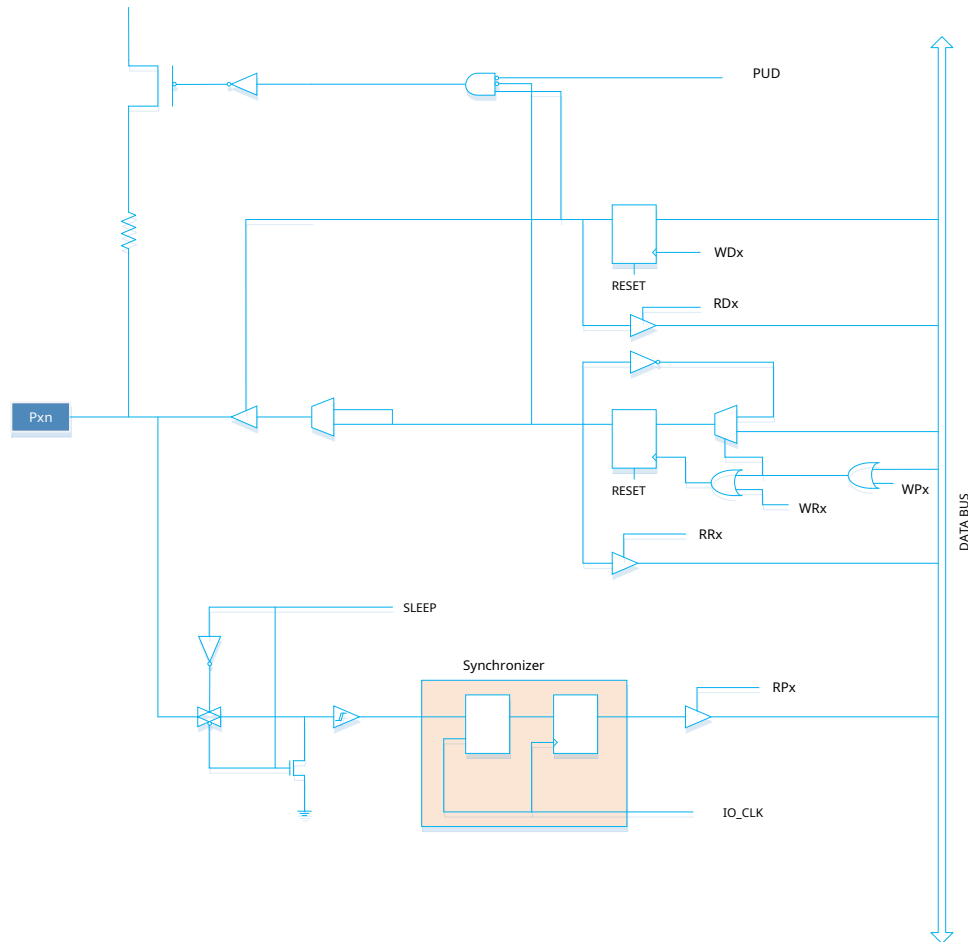 PUD
WDx
RESET
RDx
Pxn
RESET
WPx
WRx
DATA BUS
RRx
SLEEP
Synchronizer
RPx
IO_CLK